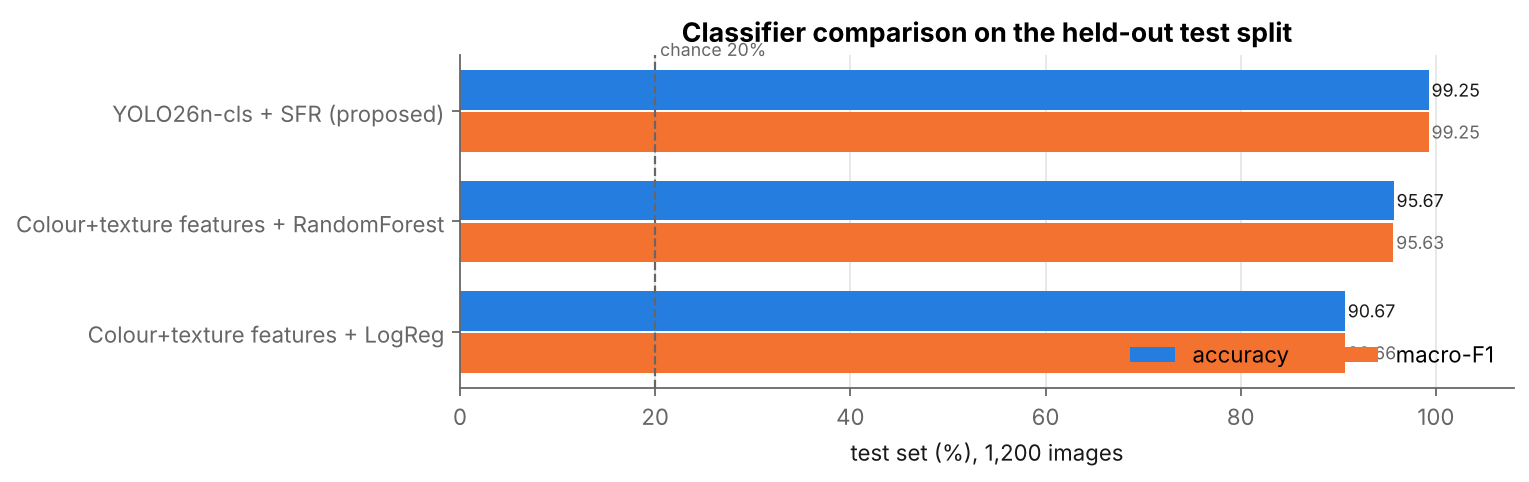 Classifier comparison on the held-out test split
chance 20%
YOLO26n-cls + SFR (proposed)
99.25
99.25
Colour+texture features + RandomForest
95.67
95.63
Colour+texture features + LogReg
90.67
accuracy
macro-F1
0 20 40 60 80 100
test set (%), 1,200 images